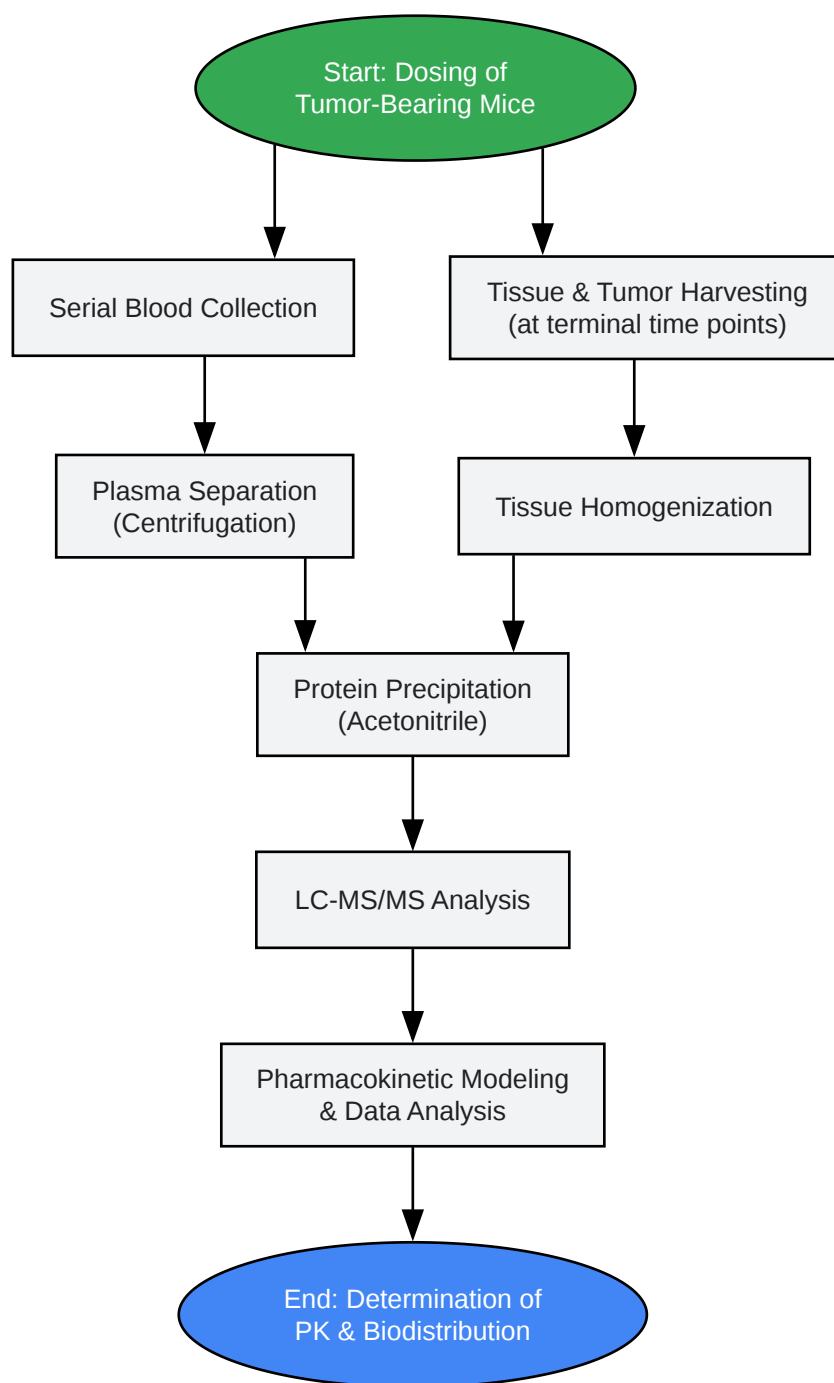 Start: Dosing of
Tumor-Bearing Mice
Serial Blood Collection
Tissue & Tumor Harvesting
(at terminal time points)
Plasma Separation
(Centrifugation)
Tissue Homogenization
Protein Precipitation
(Acetonitrile)
LC-MS/MS Analysis
Pharmacokinetic Modeling
& Data Analysis
End: Determination of
PK & Biodistribution